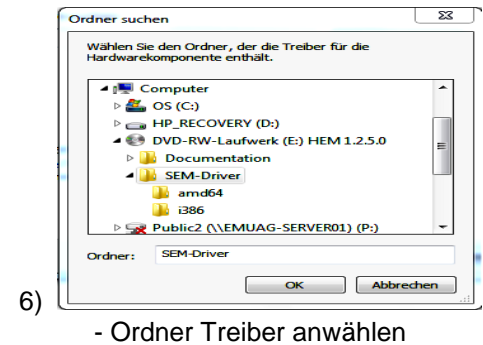 Ordner suchen
Wählen Sie den Ordner, der die Treiber für die
Hardwarekomponente enthält.
Computer
OS (C:)
HP_RECOVERY (D:)
DVD-RW-Laufwerk (E:) HEM 1.2.5.0
Documentation
SEM-Driver
amd64
i386
Public2 (\\EMUAG-SERVER01) (P:)
Ordner: SEM-Driver
OK Abbrechen
6)
- Ordner Treiber anwählen